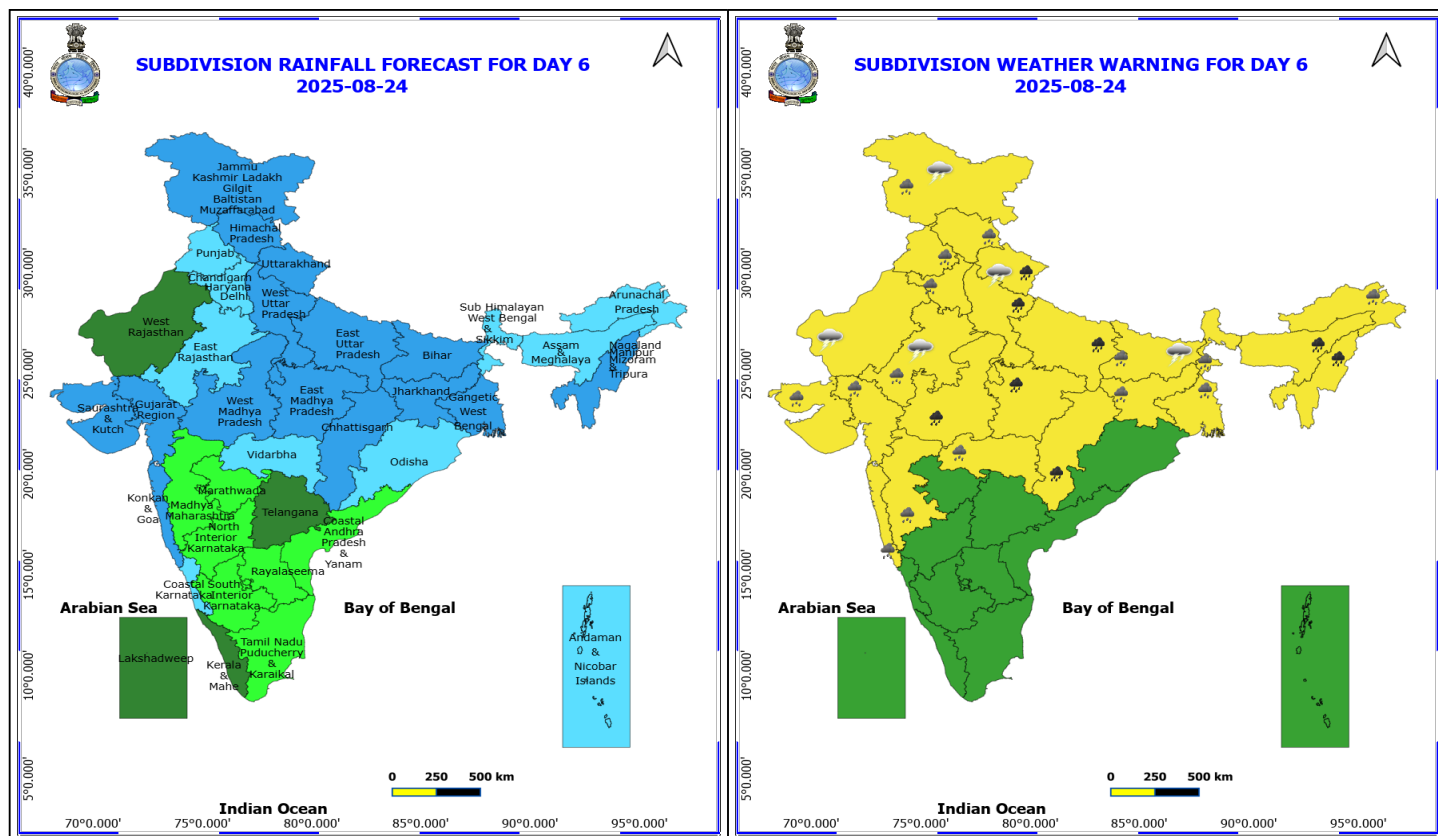 SUBDIVISION RAINFALL FORECAST FOR DAY 6
2025-08-24
40°0.000'
35°0.000'
30°0.000'
25°0.000'
20°0.000'
15°0.000'
10°0.000'
5°0.000'
Jammu
Kashmir Ladakh
Gilgit
Baltistan
Muzaffarabad
Himachal
Pradesh
Punjab
Uttarakhand
Chandigarh
Haryana
Delhi
West
Uttar
Pradesh
West
Rajasthan
East
Rajasthan
East
Uttar
Pradesh
Bihar
Sub Himalayan
West Bengal
&
Sikkim
Arunachal
Pradesh
Assam
&
Meghalaya
Nagaland
Manipur
Mizoram
&
Tripura
Saurashtra
&
Kutch
Gujarat
Region
West
Madhya
Pradesh
East
Madhya
Pradesh
Jharkhand
Gangetic
West
Bengal
Chhattisgarh
Vidarbha
Odisha
Konkan
&
Goa
Madhya
Maharashtra
Marathwada
Telangana
North
Interior
Karnataka
Coastal
Andhra
Pradesh
&
Yanam
Rayalaseema
Coastal
Karnataka
South
Interior
Karnataka
Arabian Sea
Bay of Bengal
Lakshadweep
Kerala
&
Mahe
Tamil Nadu
Puducherry
&
Karaikal
Andaman
&
Nicobar
Islands
0 250 500 km
Indian Ocean
70°0.000' 75°0.000' 80°0.000' 85°0.000' 90°0.000' 95°0.000'
SUBDIVISION WEATHER WARNING FOR DAY 6
2025-08-24
40°0.000'
35°0.000'
30°0.000'
25°0.000'
20°0.000'
15°0.000'
10°0.000'
5°0.000'
Arabian Sea
Bay of Bengal
0 250 500 km
Indian Ocean
70°0.000' 75°0.000' 80°0.000' 85°0.000' 90°0.000' 95°0.000'